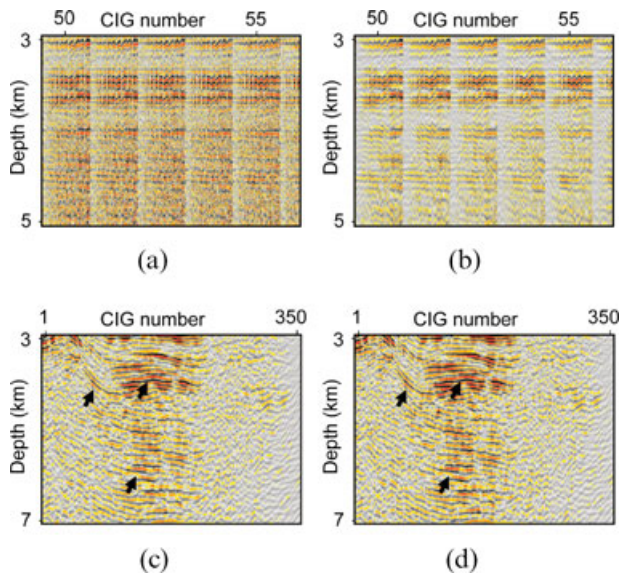 50 CIG number 55
50 CIG number 55
3
Depth (km)
5
3
Depth (km)
5
(a)
(b)
1 CIG number 350
1 CIG number 350
3
Depth (km)
7
3
Depth (km)
7
(c)
(d)